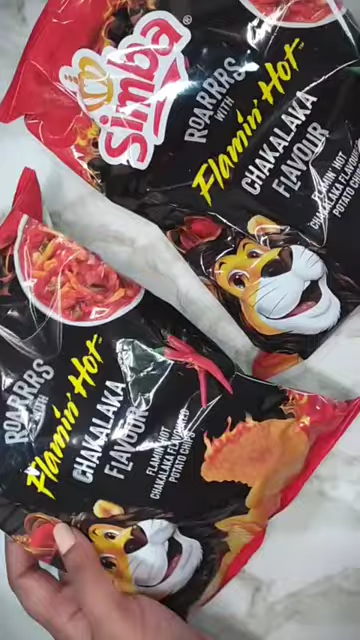 Simba®
ROARRRS
WITH
Flamin' Hot
CHAKALAKA
FLAVOUR
FLAMIN' HOT
CHAKALAKA FLAVOURED
POTATO CHIPS
ROARRRS
WITH
Flamin' Hot
CHAKALAKA
FLAVOUR
FLAMIN' HOT
CHAKALAKA FLAVOURED
POTATO CHIPS